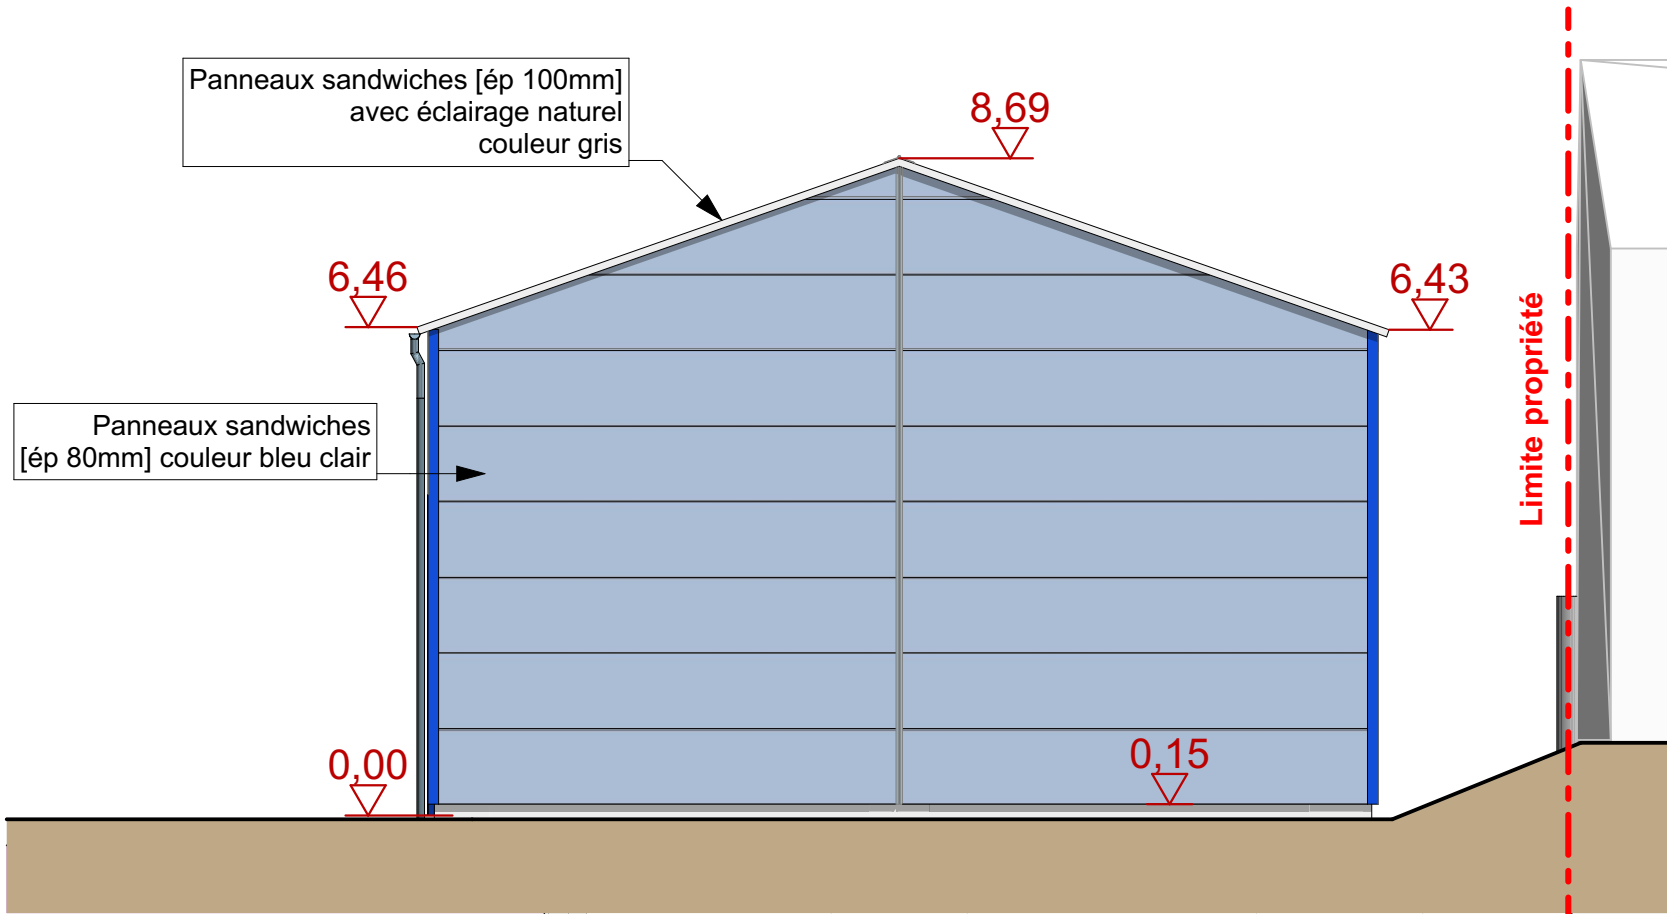 Panneaux sandwiches [ép 100mm]
avec éclairage naturel
couleur gris
8,69
6,46
6,43
Limite propriété
Panneaux sandwiches
[ép 80mm] couleur bleu clair
0,00
0,15